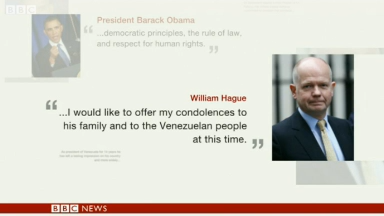 BBC
President Barack Obama
“ ...democratic principles, the rule of law,
and respect for human rights. ”
William Hague
“ ...I would like to offer my condolences to
his family and to the Venezuelan people
at this time. ”
BBC NEWS